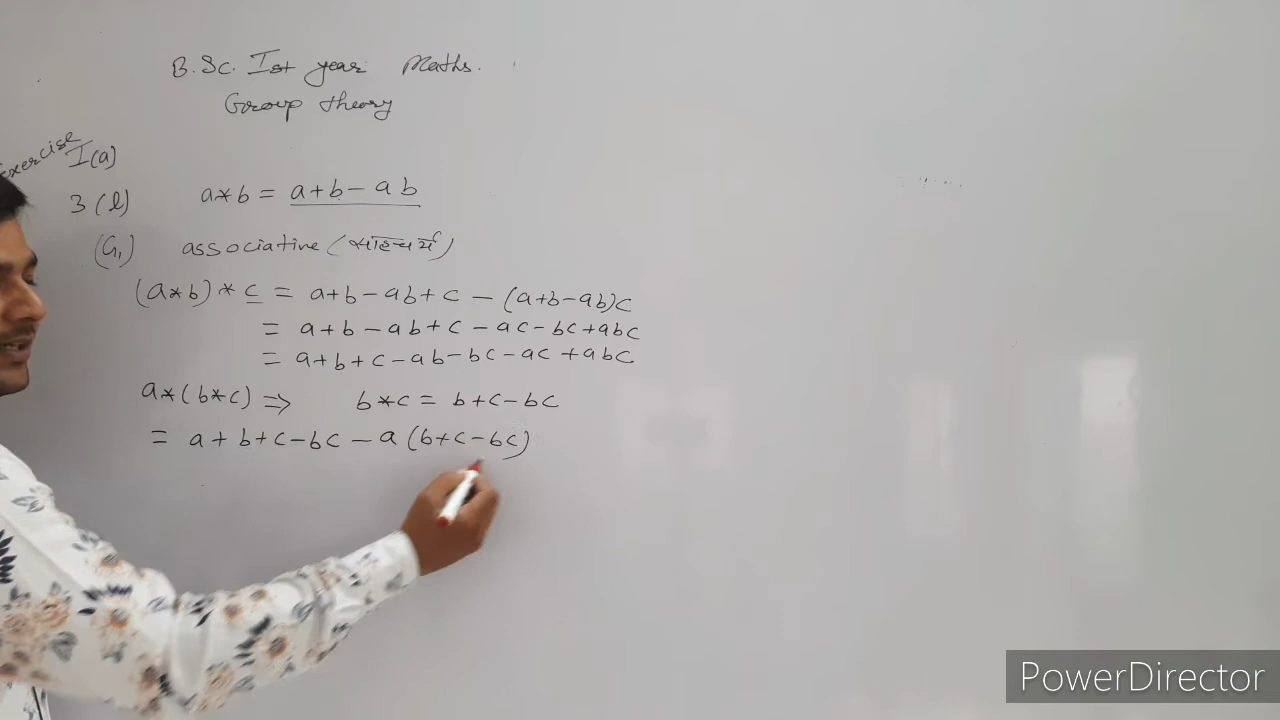 B.Sc. Ist year Maths.
Group theory
Exercise I(a)
3(l) a*b = a+b-ab
(G₁) associative (साहचर्य)
(a*b)*c = a+b-ab+c-(a+b-ab)c
= a+b-ab+c-ac-bc+abc
= a+b+c-ab-bc-ac+abc
a*(b*c) ⇒ b*c = b+c-bc
= a+b+c-bc-a(b+c-bc)
PowerDirector